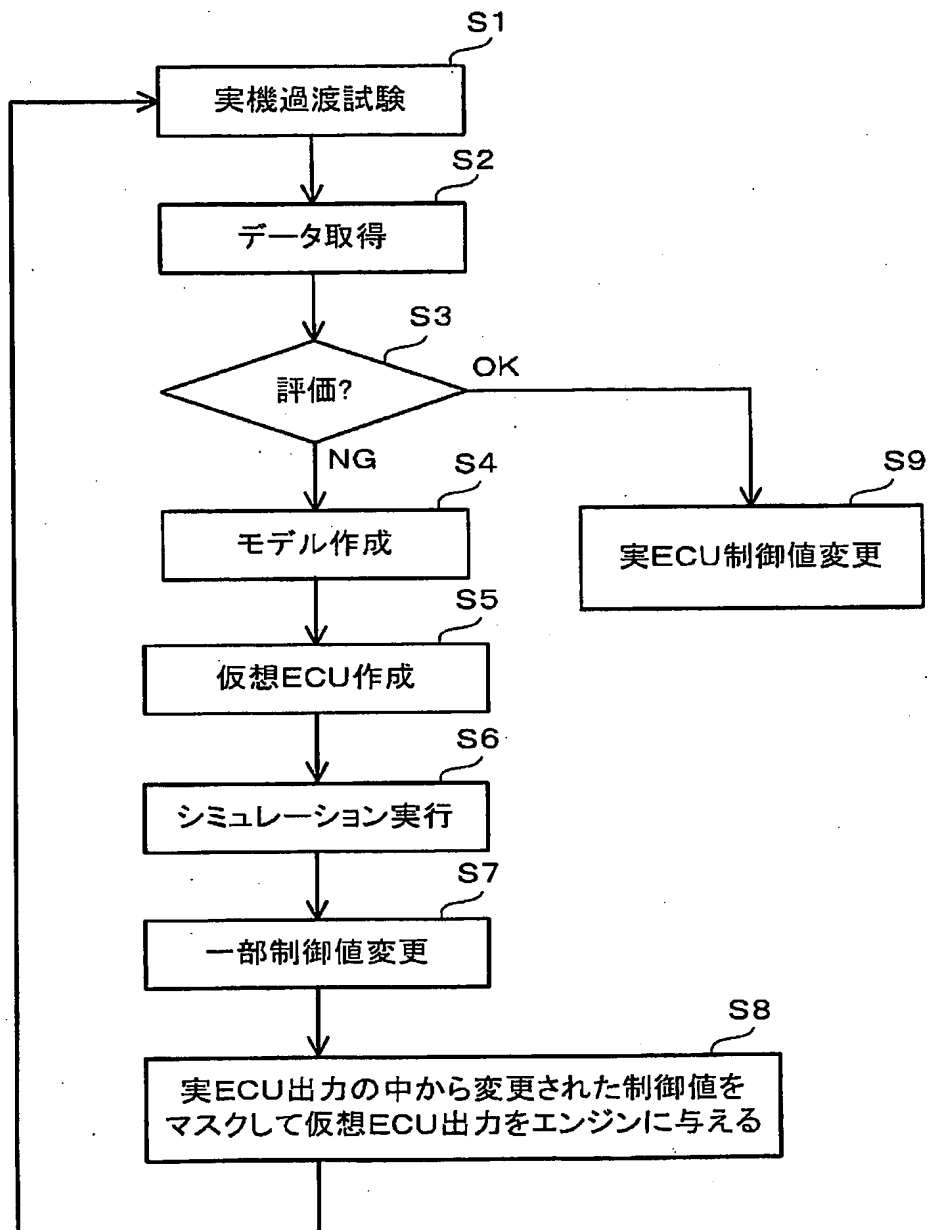 S1
実機過渡試験
S2
データ取得
S3
評価?
OK
NG
S4
モデル作成
S9
実ECU制御値変更
S5
仮想ECU作成
S6
シミュレーション実行
S7
一部制御値変更
S8
実ECU出力の中から変更された制御値を
マスクして仮想ECU出力をエンジンに与える